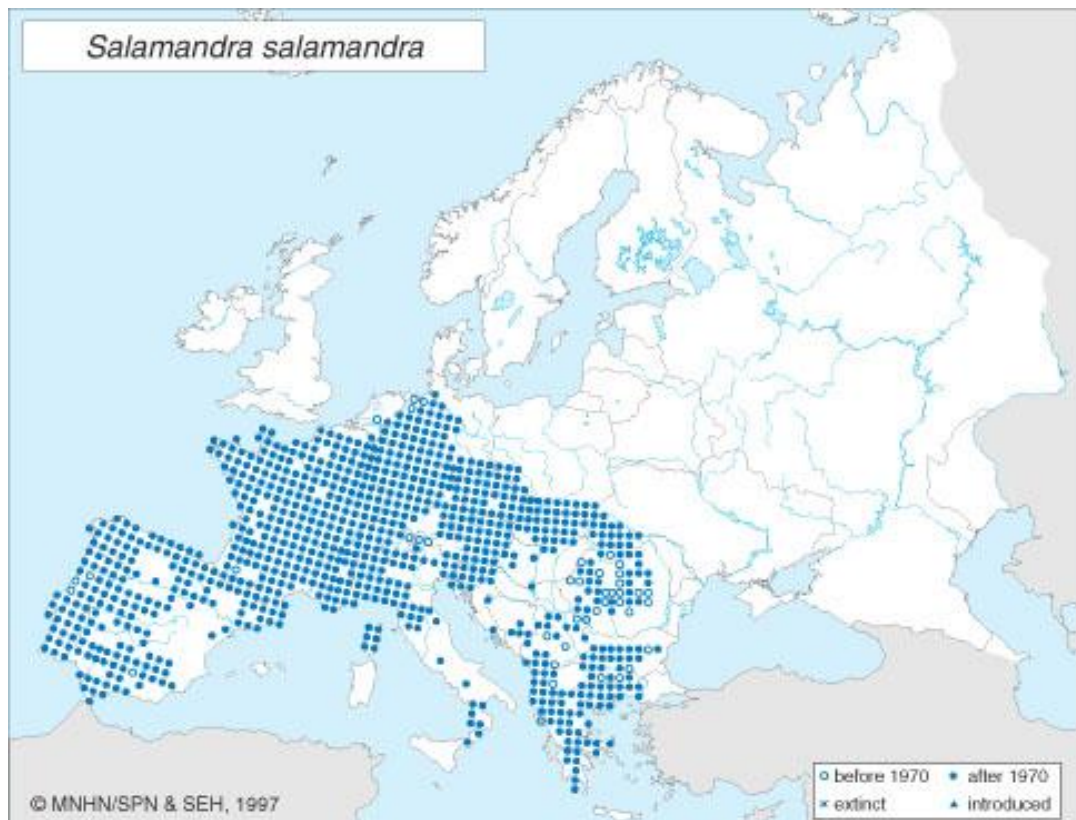 Salamandra salamandra
before 1970 after 1970
extinct introduced
© MNHN/SPN & SEH, 1997